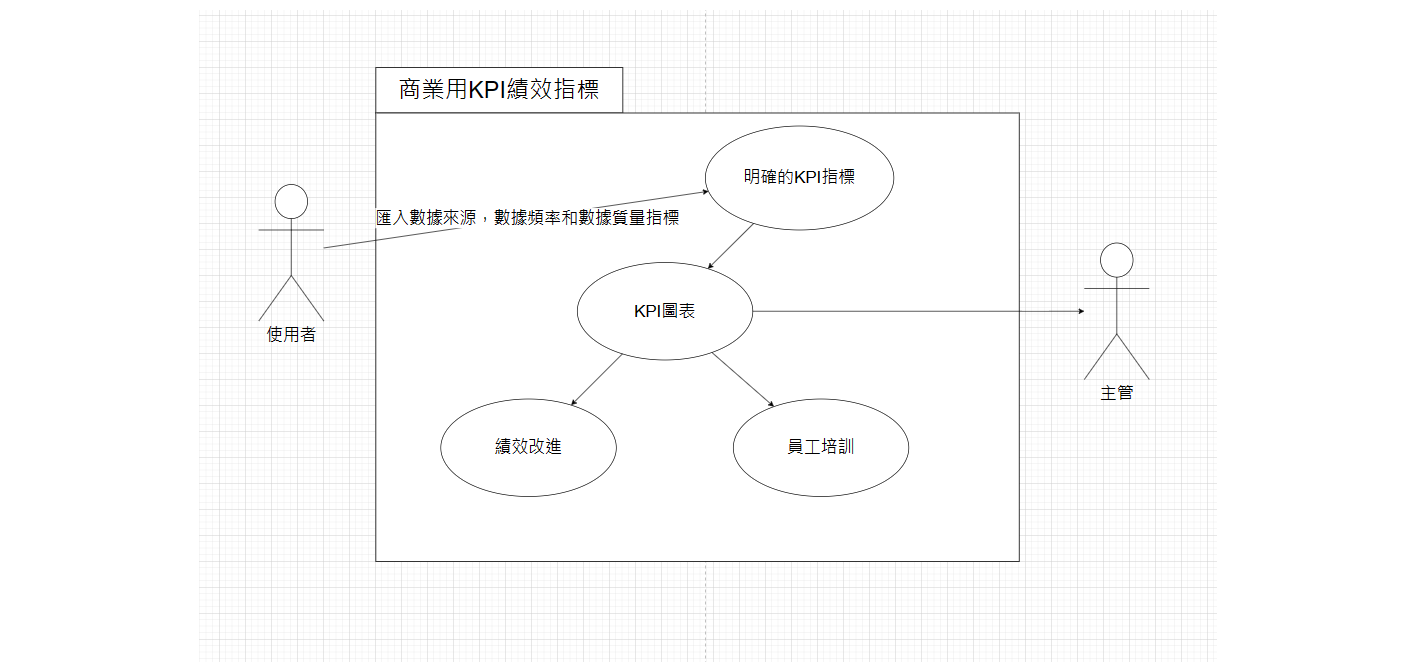 商業用KPI績效指標
明確的KPI指標
匯入數據來源，數據頻率和數據質量指標
KPI圖表
使用者
主管
績效改進
員工培訓